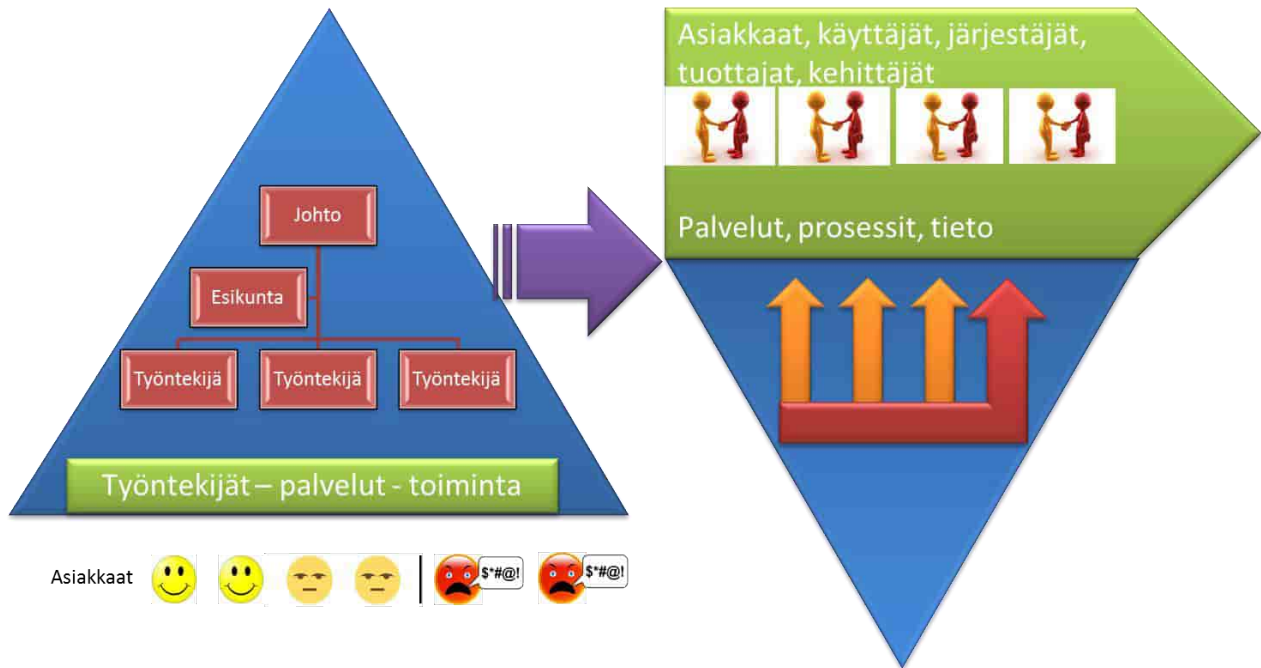 Johto
Esikunta
Työntekijä
Työntekijä
Työntekijä
Työntekijät – palvelut - toiminta
Asiakkaat
$*#@!
$*#@!
Asiakkaat, käyttäjät, järjestäjät,
tuottajat, kehittäjät
Palvelut, prosessit, tieto